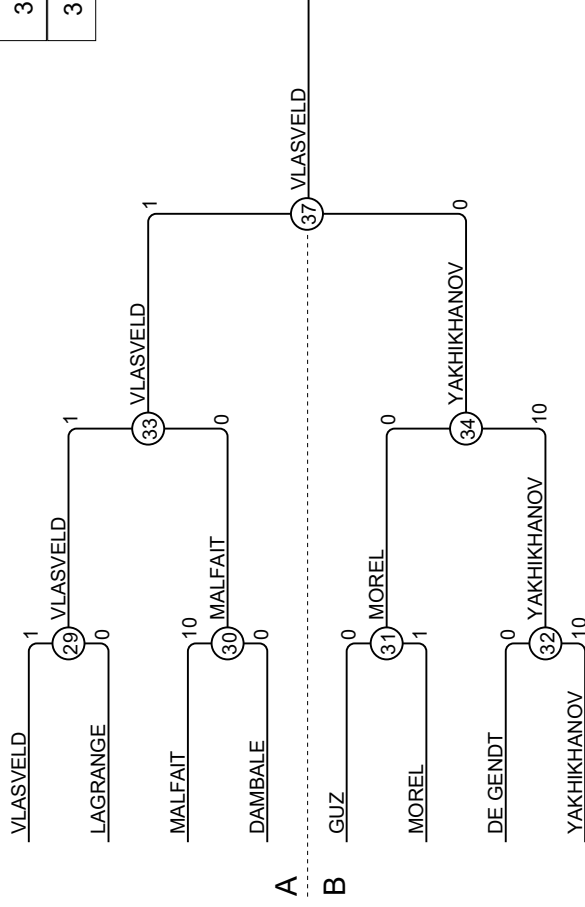 3
3
VLASVELD
1
29
VLASVELD
LAGRANGE
0
1
33
VLASVELD
MALFAIT
10
30
MALFAIT
DAMBALE
0
0
1
37
VLASVELD
A
B
GUZ
0
31
MOREL
MOREL
1
0
34
YAKHIKHANOV
0
DE GENDT
0
32
YAKHIKHANOV
YAKHIKHANOV
10
10